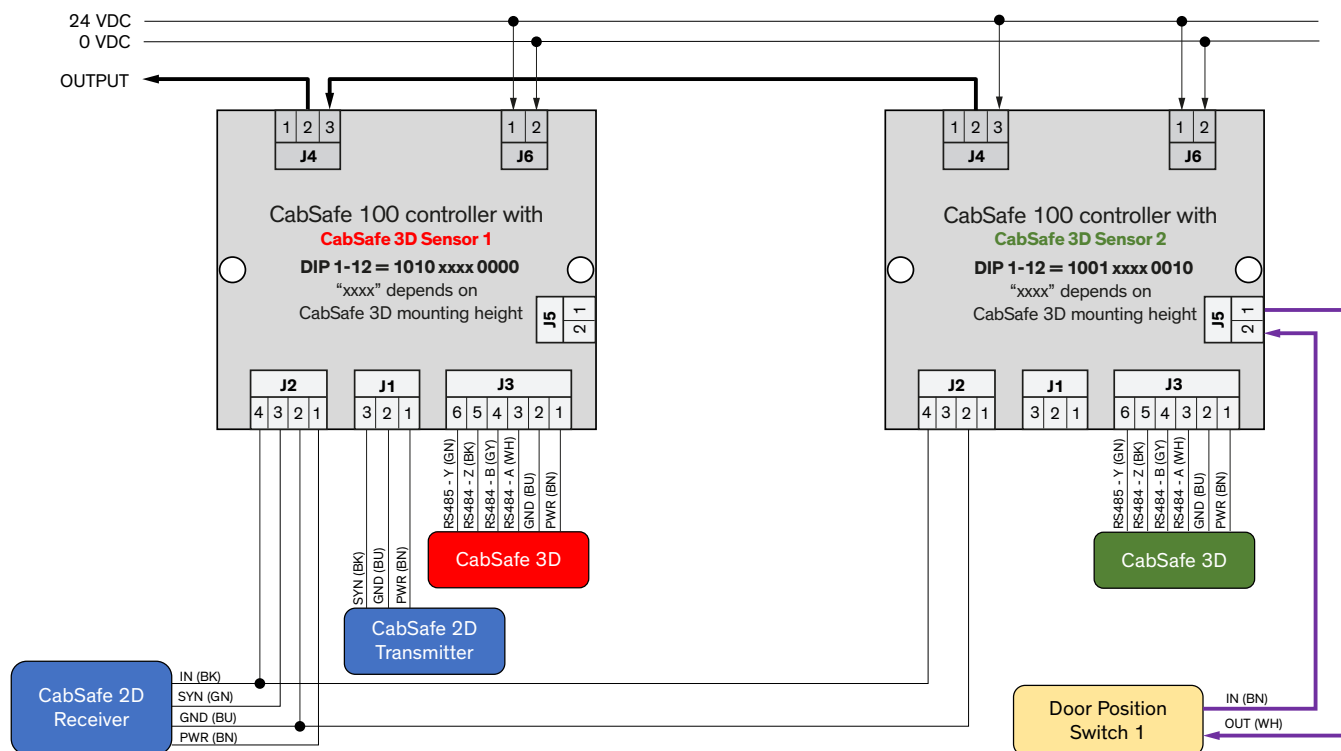 24 VDC
0 VDC
OUTPUT
1 2 3
J4
1 2
J6
CabSafe 100 controller with
CabSafe 3D Sensor 1
DIP 1-12 = 1010 xxxx 0000
“xxxx” depends on
CabSafe 3D mounting height
J5
1
2
J2
4 3 2 1
J1
3 2 1
J3
6 5 4 3 2 1
RS485 - Y (GN)
RS484 - Z (BK)
RS484 - B (GY)
RS484 - A (WH)
GND (BU)
PWR (BN)
CabSafe 3D
SYN (BK)
GND (BU)
PWR (BN)
CabSafe 2D
Transmitter
CabSafe 2D
Receiver
IN (BK)
SYN (GN)
GND (BU)
PWR (BN)
1 2 3
J4
1 2
J6
CabSafe 100 controller with
CabSafe 3D Sensor 2
DIP 1-12 = 1001 xxxx 0010
“xxxx” depends on
CabSafe 3D mounting height
J5
1
2
J2
4 3 2 1
J1
3 2 1
J3
6 5 4 3 2 1
RS485 - Y (GN)
RS484 - Z (BK)
RS484 - B (GY)
RS484 - A (WH)
GND (BU)
PWR (BN)
CabSafe 3D
Door Position
Switch 1
IN (BN)
OUT (WH)